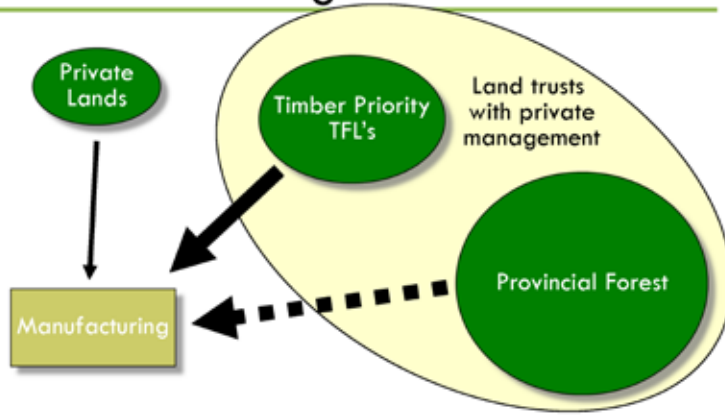 Private
Lands
Timber Priority
TFL's
Land trusts
with private
management
Provincial Forest
Manufacturing